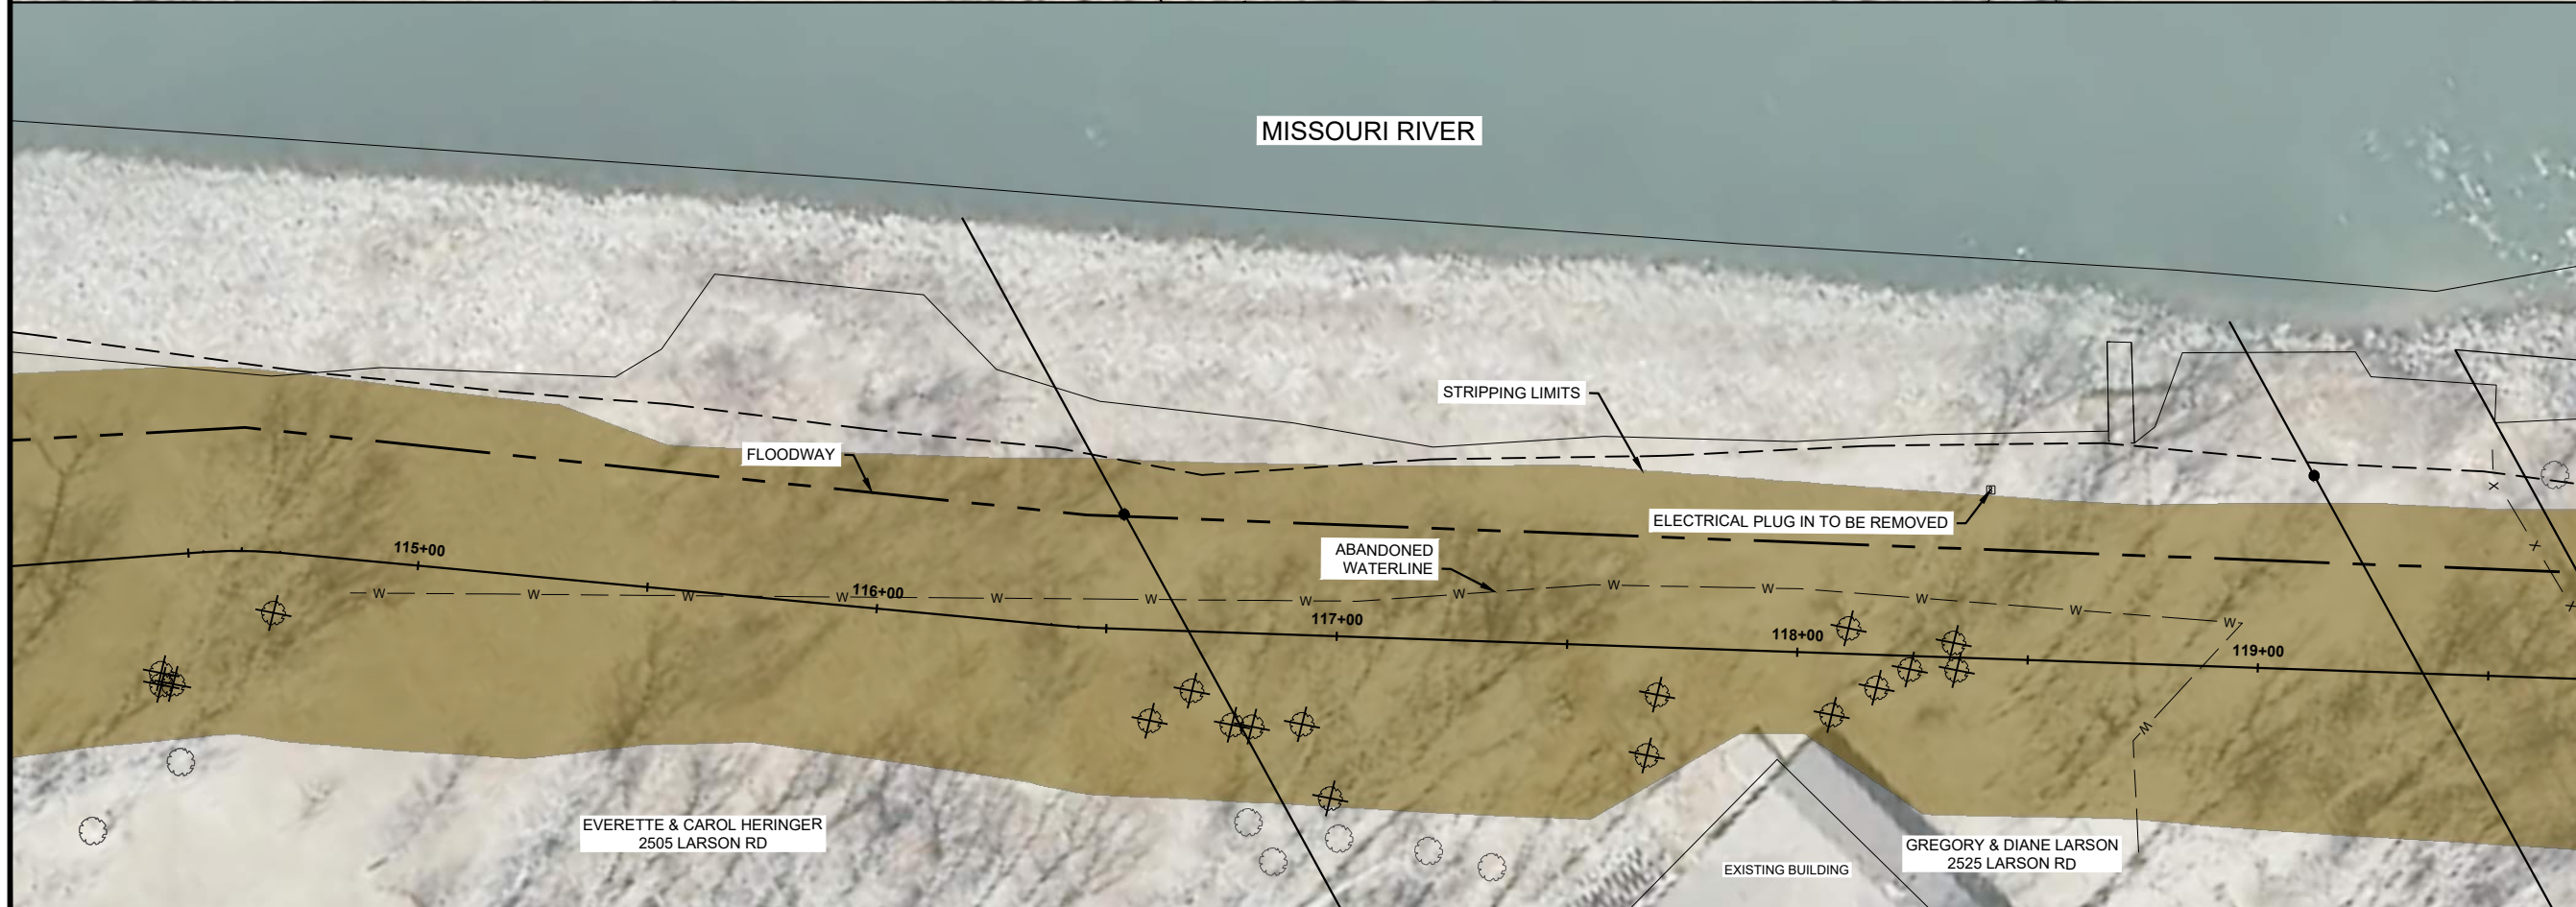 MISSOURI RIVER
STRIPPING LIMITS
FLOODWAY
ELECTRICAL PLUG IN TO BE REMOVED
ABANDONED
WATERLINE
115+00
116+00
117+00
118+00
119+00
W W W W W W W W W W W W W W
X
X
X
EVERETTE & CAROL HERINGER
2505 LARSON RD
GREGORY & DIANE LARSON
2525 LARSON RD
EXISTING BUILDING